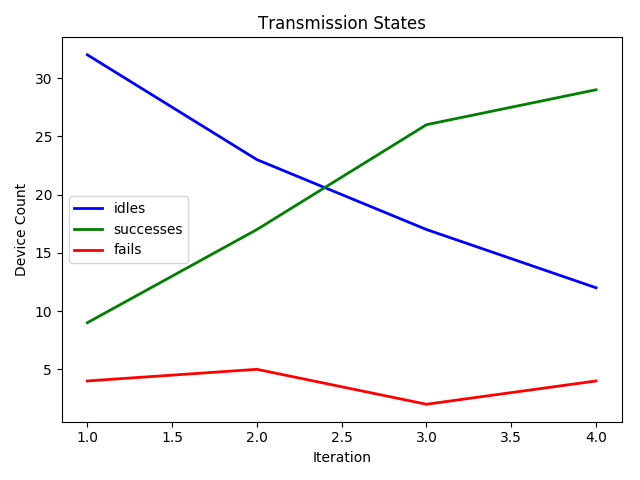 Transmission States
30
25
20
15
10
5
Device Count
idles
successes
fails
1.0 1.5 2.0 2.5 3.0 3.5 4.0
Iteration